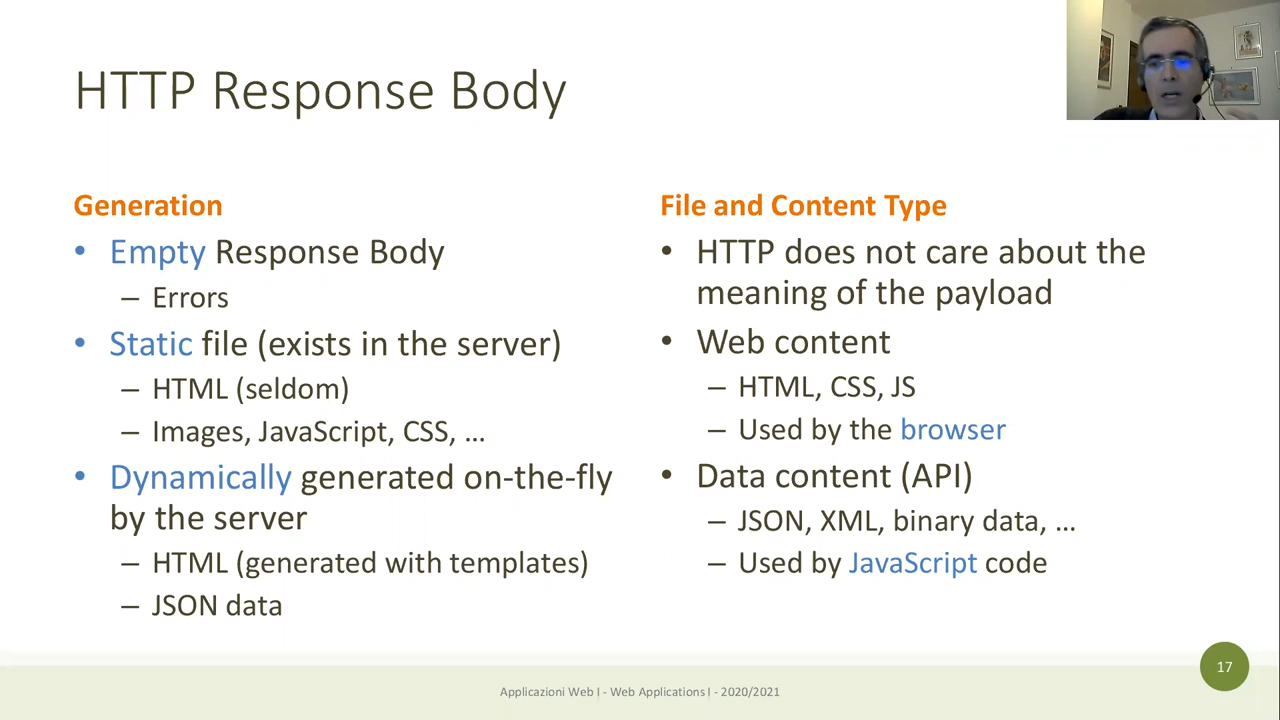 HTTP Response Body
Generation
• Empty Response Body
– Errors
• Static file (exists in the server)
– HTML (seldom)
– Images, JavaScript, CSS, …
• Dynamically generated on-the-fly
by the server
– HTML (generated with templates)
– JSON data
File and Content Type
• HTTP does not care about the
meaning of the payload
• Web content
– HTML, CSS, JS
– Used by the browser
• Data content (API)
– JSON, XML, binary data, …
– Used by JavaScript code
Applicazioni Web I - Web Applications I - 2020/2021
17